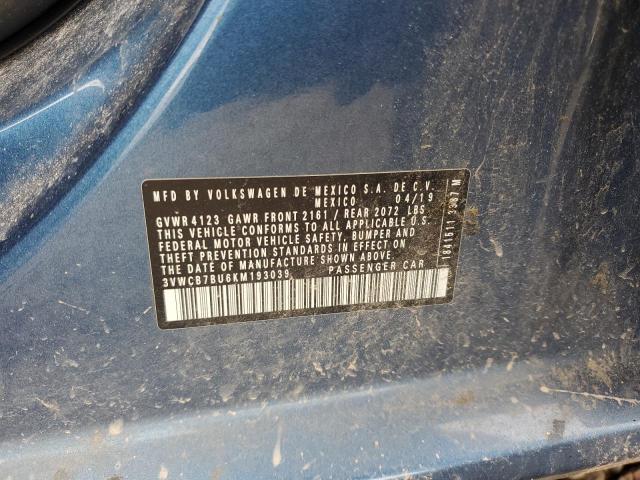 MFD BY VOLKSWAGEN DE MEXICO S.A. DE C.V.
MEXICO 04/19
GVWR4123 GAWR FRONT 2161 / REAR 2072 LBS
THIS VEHICLE CONFORMS TO ALL APPLICABLE U.S.
FEDERAL MOTOR VEHICLE SAFETY, BUMPER AND
THEFT PREVENTION STANDARDS IN EFFECT ON
THE DATE OF MANUFACTURE SHOWN ABOVE.
3VWCB7BU6KM193039 PASSENGER CAR